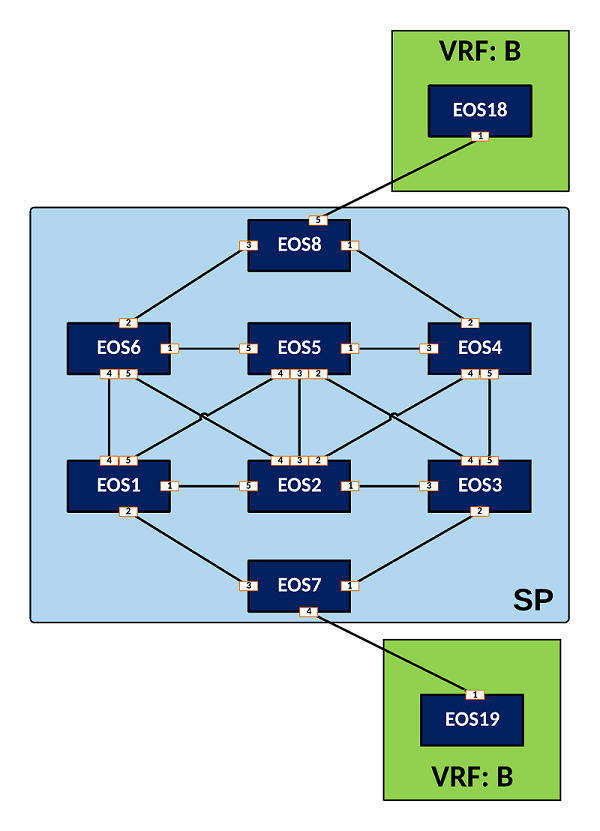 VRF: B
EOS18
1
5
EOS8
3 1
2 2
EOS6 1 5 EOS5 1 3 EOS4
4 5 4 3 2 4 5
4 5 4 3 2 4 5
EOS1 1 5 EOS2 1 3 EOS3
2 2
EOS7
3 1
SP
4
1
EOS19
VRF: B